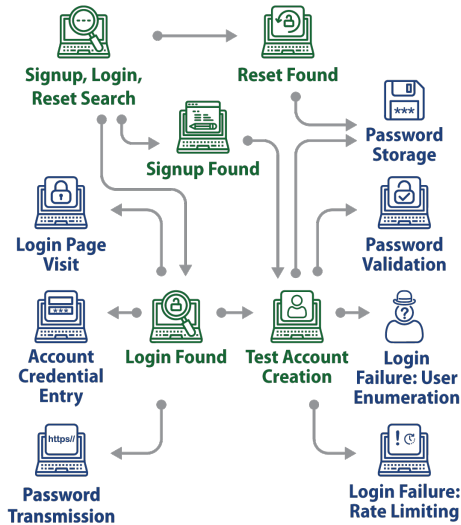 Signup, Login,
Reset Search
Reset Found
***
Password
Storage
Signup Found
Login Page
Visit
Password
Validation
***
Account
Credential
Entry
Login Found
Test Account
Creation
?
Login
Failure: User
Enumeration
https//
Password
Transmission
!
Login Failure:
Rate Limiting